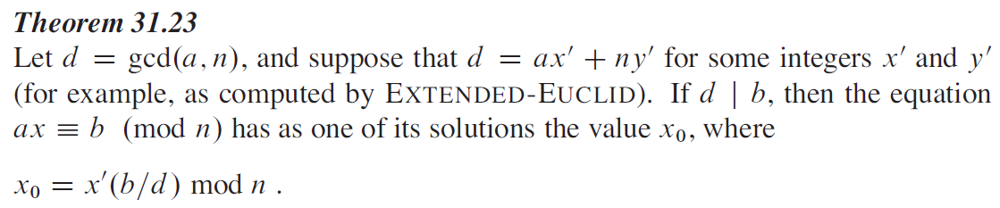 Theorem 31.23
Let d = gcd(a, n), and suppose that d = ax′ + ny′ for some integers x′ and y′
(for example, as computed by EXTENDED-EUCLID). If d | b, then the equation
ax ≡ b (mod n) has as one of its solutions the value x₀, where
x₀ = x′(b/d) mod n .